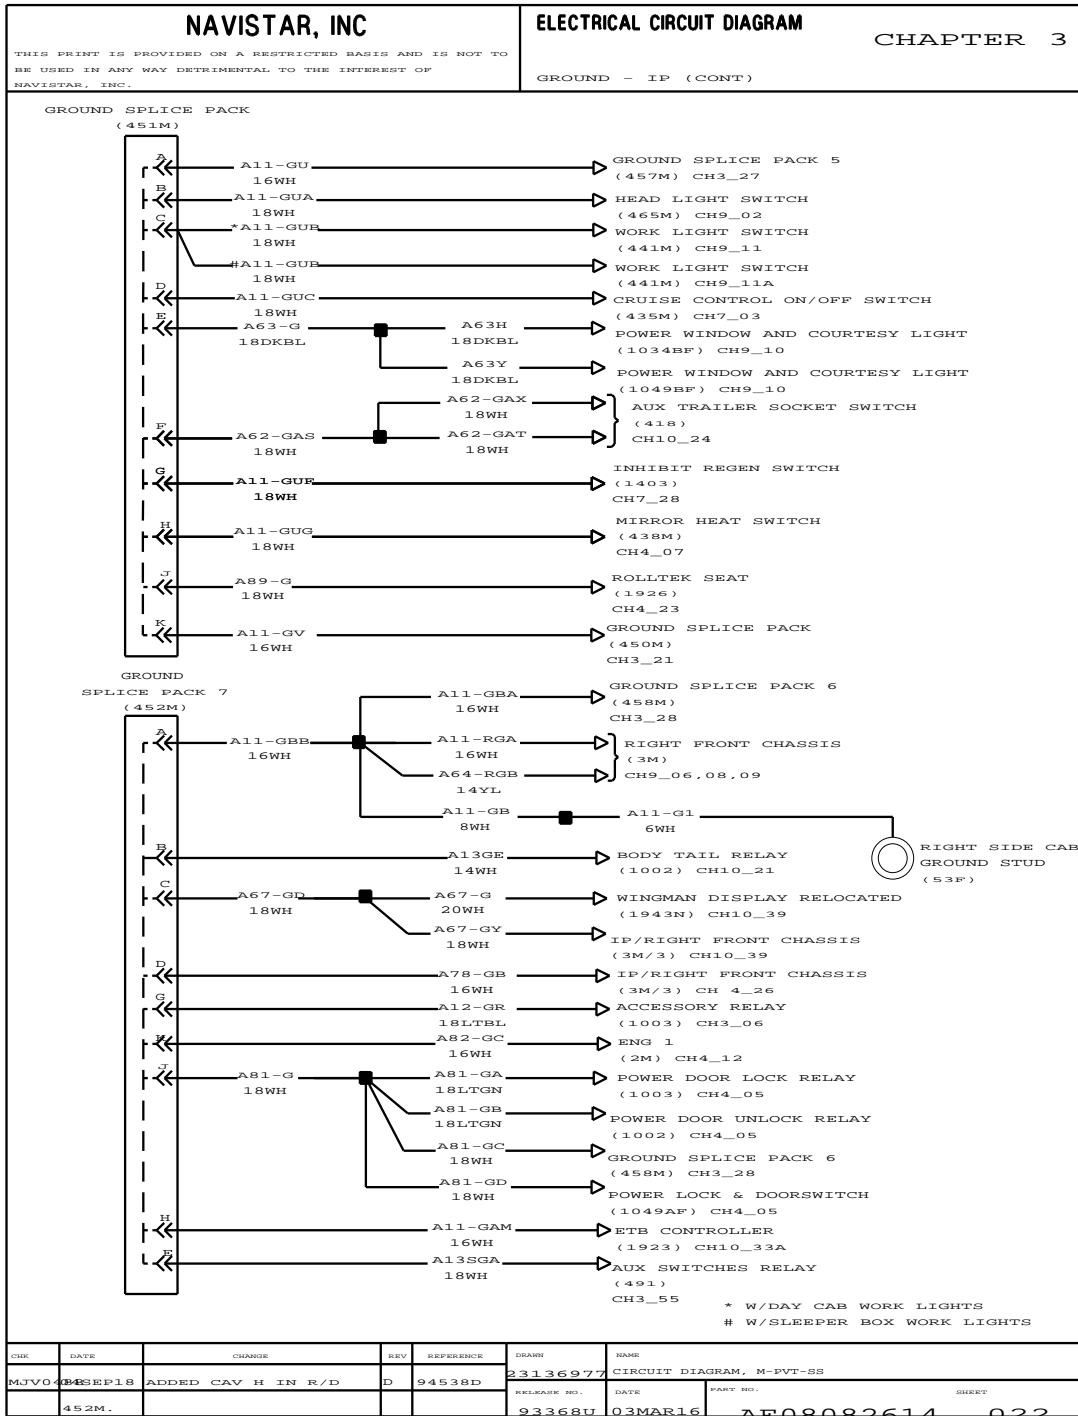 NAVISTAR, INC
THIS PRINT IS PROVIDED ON A RESTRICTED BASIS AND IS NOT TO
BE USED IN ANY WAY DETRIMENTAL TO THE INTEREST OF
NAVISTAR, INC.
ELECTRICAL CIRCUIT DIAGRAM
CHAPTER 3
GROUND - IP (CONT)
GROUND SPLICE PACK
(451M)
A
A11-GU
16WH
GROUND SPLICE PACK 5
(457M) CH3_27
B
A11-GUA
18WH
HEAD LIGHT SWITCH
(465M) CH9_02
C
*A11-GUB
18WH
WORK LIGHT SWITCH
(441M) CH9_11
#A11-GUB
18WH
WORK LIGHT SWITCH
(441M) CH9_11A
D
A11-GUC
18WH
CRUISE CONTROL ON/OFF SWITCH
(435M) CH7_03
E
A63-G
18DKBL
A63H
18DKBL
POWER WINDOW AND COURTESY LIGHT
(1034BF) CH9_10
A63Y
18DKBL
POWER WINDOW AND COURTESY LIGHT
(1049BF) CH9_10
A62-GAX
18WH
AUX TRAILER SOCKET SWITCH
(418)
CH10_24
F
A62-GAS
18WH
A62-GAT
18WH
G
A11-GUF
18WH
INHIBIT REGEN SWITCH
(1403)
CH7_28
H
A11-GUG
18WH
MIRROR HEAT SWITCH
(438M)
CH4_07
J
A89-G
18WH
ROLLTEK SEAT
(1926)
CH4_23
K
A11-GV
16WH
GROUND SPLICE PACK
(450M)
CH3_21
GROUND
SPLICE PACK 7
(452M)
A11-GBA
16WH
GROUND SPLICE PACK 6
(458M)
CH3_28
A
A11-GBB
16WH
A11-RGA
16WH
RIGHT FRONT CHASSIS
(3M)
CH9_06,08,09
A64-RGB
14YL
A11-GB
8WH
A11-G1
6WH
RIGHT SIDE CAB
GROUND STUD
(53F)
B
A13GE
14WH
BODY TAIL RELAY
(1002) CH10_21
C
A67-GD
18WH
A67-G
20WH
WINGMAN DISPLAY RELOCATED
(1943N) CH10_39
A67-GY
18WH
IP/RIGHT FRONT CHASSIS
(3M/3) CH10_39
D
A78-GB
16WH
IP/RIGHT FRONT CHASSIS
(3M/3) CH 4_26
G
A12-GR
18LTBL
ACCESSORY RELAY
(1003) CH3_06
K
A82-GC
16WH
ENG 1
(2M) CH4_12
J
A81-G
18WH
A81-GA
18LTGN
POWER DOOR LOCK RELAY
(1003) CH4_05
A81-GB
18LTGN
POWER DOOR UNLOCK RELAY
(1002) CH4_05
A81-GC
18WH
GROUND SPLICE PACK 6
(458M) CH3_28
A81-GD
18WH
POWER LOCK & DOORSWITCH
(1049AF) CH4_05
H
A11-GAM
16WH
ETB CONTROLLER
(1923) CH10_33A
E
A13SGA
18WH
AUX SWITCHES RELAY
(491)
CH3_55
* W/DAY CAB WORK LIGHTS
# W/SLEEPER BOX WORK LIGHTS
CHK DATE CHANGE REV REFERENCE
ADDED CAV H IN R/D D 94538D
452M.
DRAWN
23136977
NAME
CIRCUIT DIAGRAM, M-PVT-SS
RELEASE NO.
93368U
DATE
03MAR16
PART NO.
AF08082614
SHEET
022